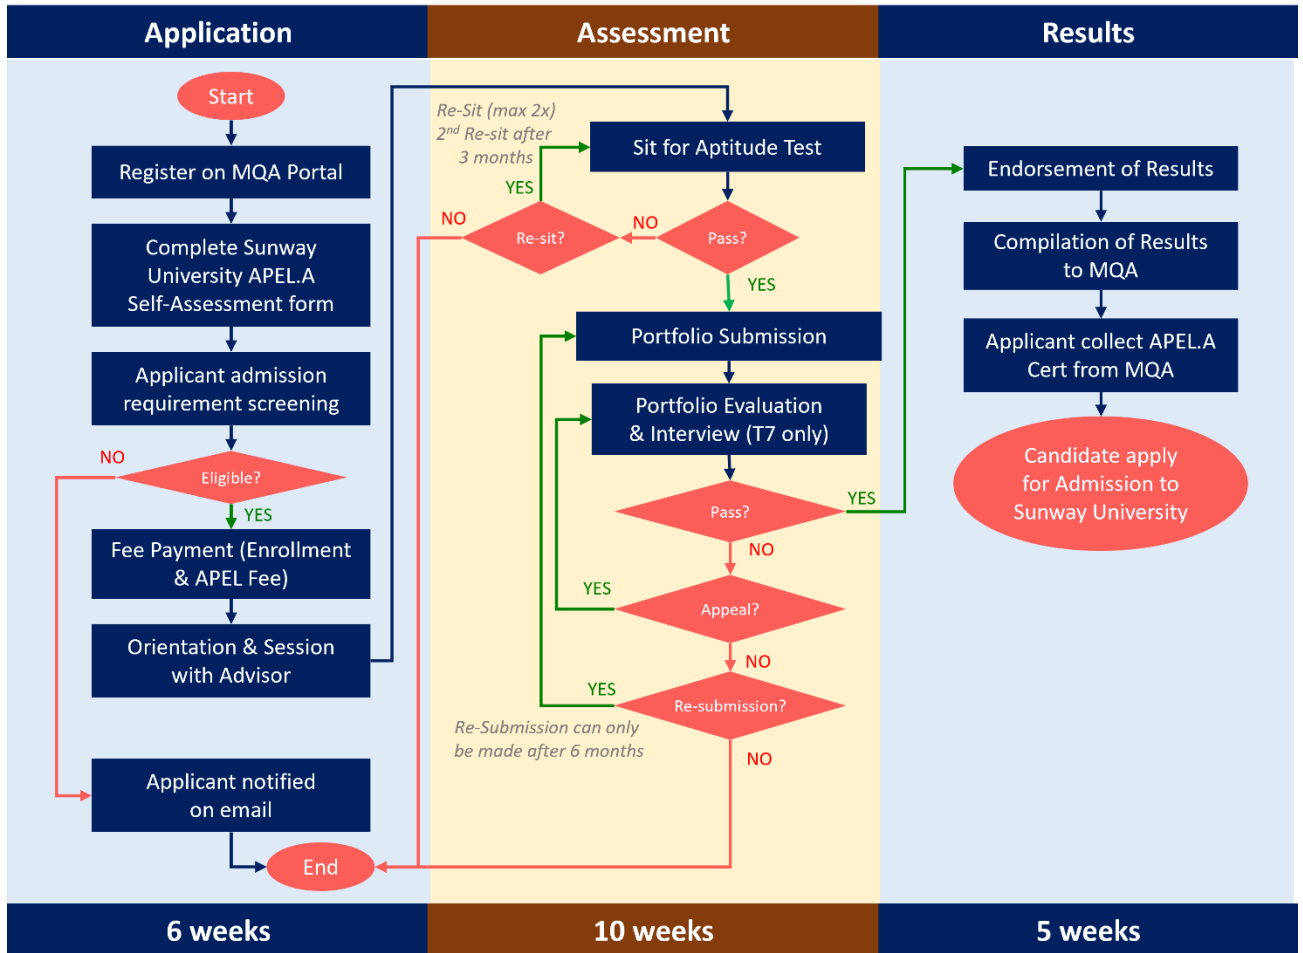 Application
Assessment
Results
Start
Register on MQA Portal
Complete Sunway
University APEL.A
Self-Assessment form
Applicant admission
requirement screening
NO
Eligible?
YES
Fee Payment (Enrollment
& APEL Fee)
Orientation & Session
with Advisor
Applicant notified
on email
End
Re-Sit (max 2x)
2nd Re-sit after
3 months
YES
Sit for Aptitude Test
NO
Re-sit?
NO
Pass?
YES
Portfolio Submission
Portfolio Evaluation
& Interview (T7 only)
Pass?
YES
NO
YES
Appeal?
NO
YES
Re-submission?
Re-Submission can only
be made after 6 months
NO
Endorsement of Results
Compilation of Results
to MQA
Applicant collect APEL.A
Cert from MQA
Candidate apply
for Admission to
Sunway University
6 weeks
10 weeks
5 weeks